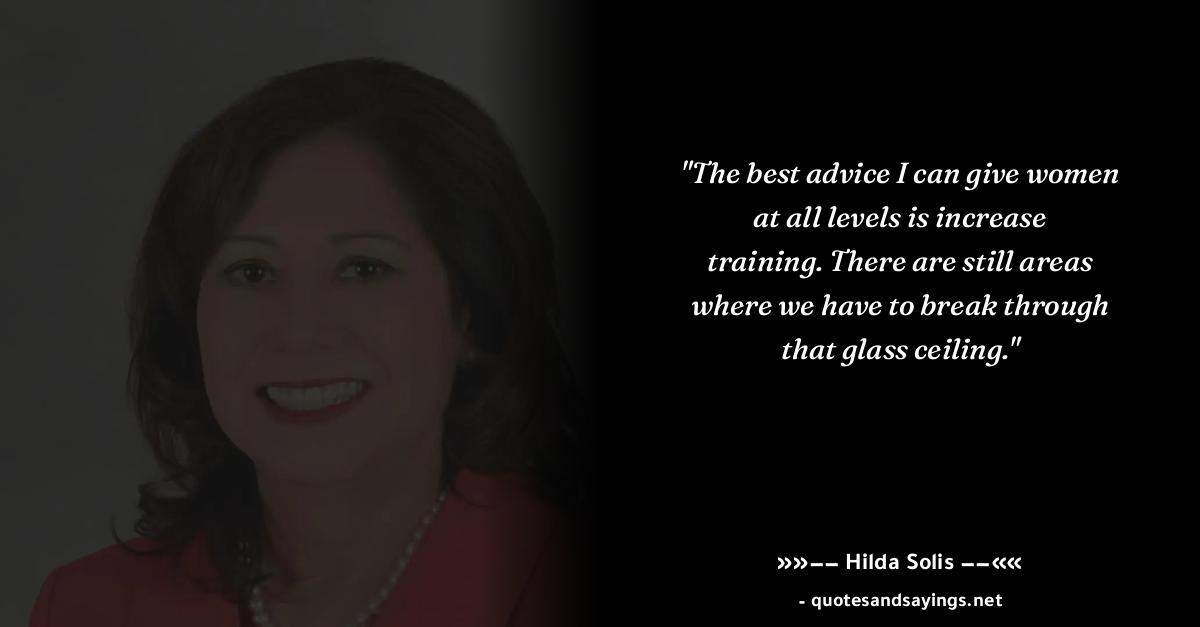 "The best advice I can give women
at all levels is increase
training. There are still areas
where we have to break through
that glass ceiling."
»»−− Hilda Solis −−««
- quotesandsayings.net